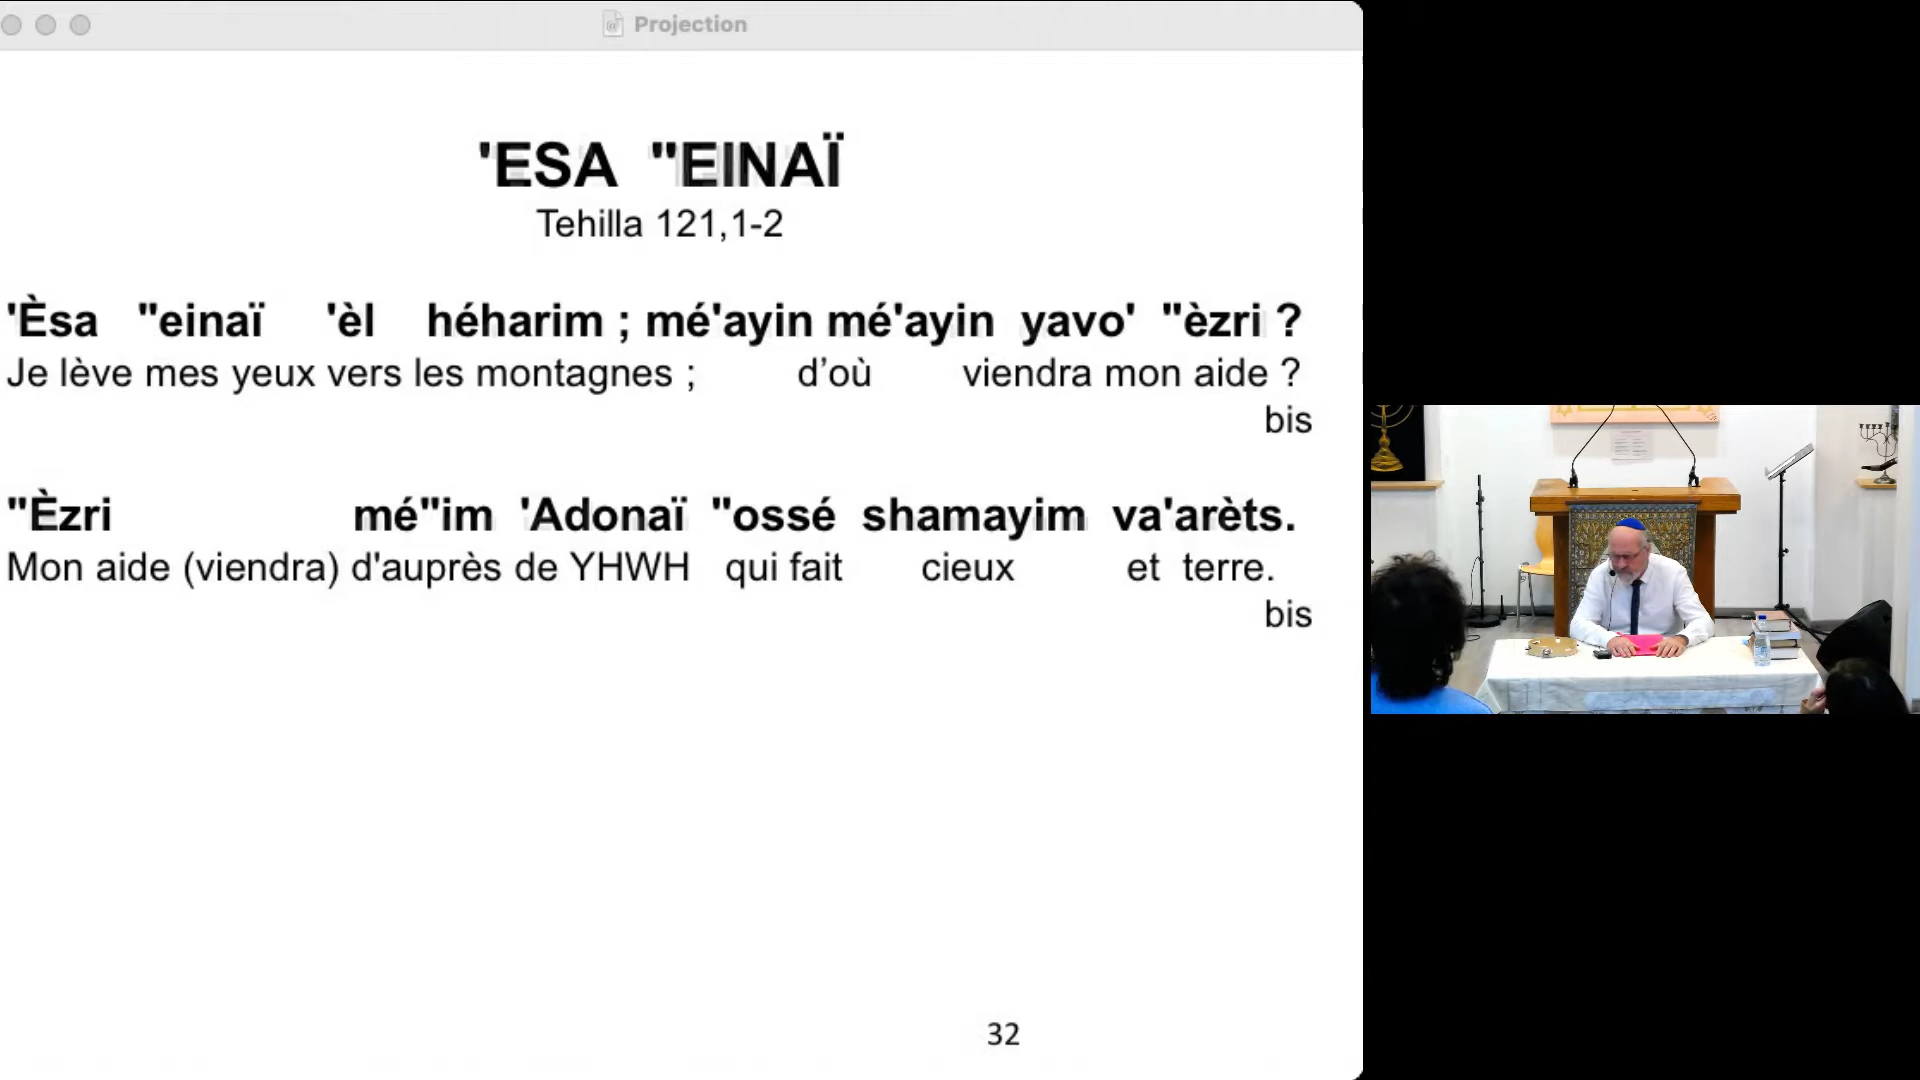 Projection
'ESA "EINAÏ
Tehilla 121,1-2
'Èsa "einaï 'èl héharim ; mé'ayin mé'ayin yavo' "èzri ?
Je lève mes yeux vers les montagnes ; d’où viendra mon aide ?
bis
"Èzri mé"im 'Adonaï "ossé shamayim va'arèts.
Mon aide (viendra) d'auprès de YHWH qui fait cieux et terre.
bis
32